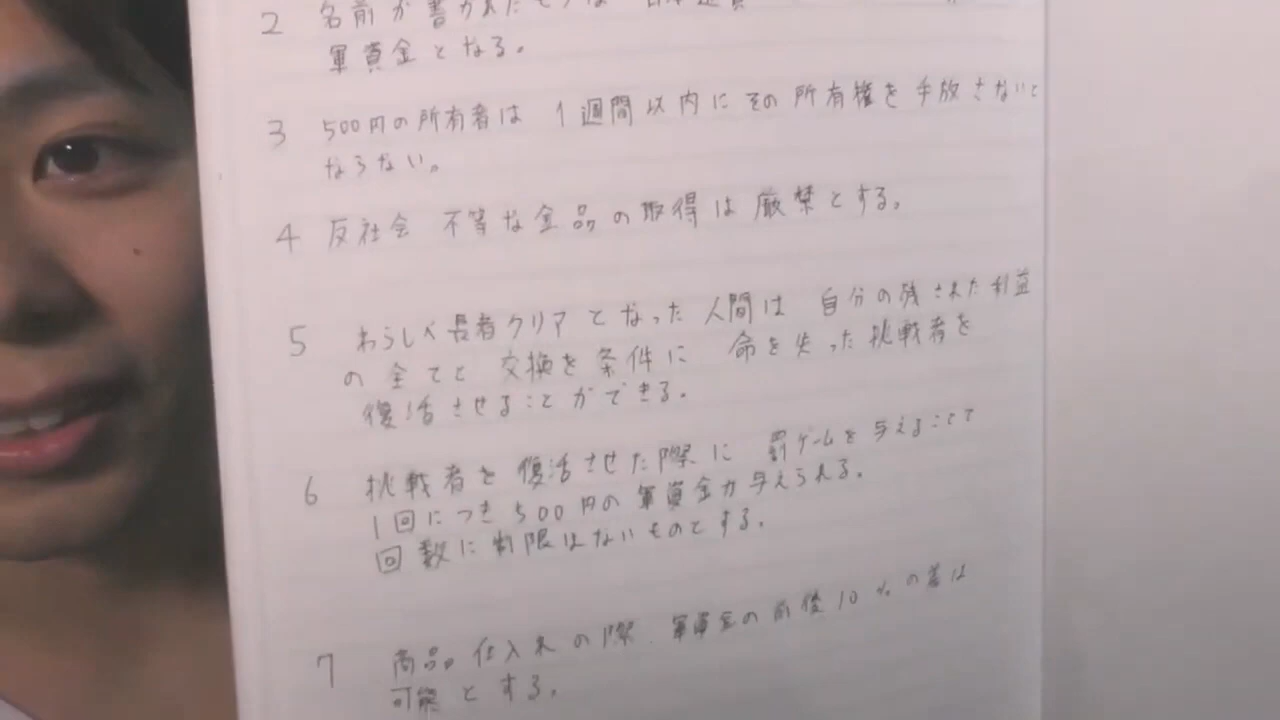 2 名前が書かれた
軍資金となる。
3 500円の所有者は 1週間以内にその所有権を手放さないと
ならない。
4 反社会 不等な金品の取得は厳禁とする。
5 わらしべ長者クリアとなった人間は 自分の残された利益
の全てと 交換を条件に 命を失った挑戦者を
復活させることができる。
6 挑戦者を復活させた際に 罰ゲームを与えることで
1回につき500円の軍資金が与えられる。
回数に制限はないものとする。
7 商品仕入れの際、軍資金の前後10%の差は
可能とする。